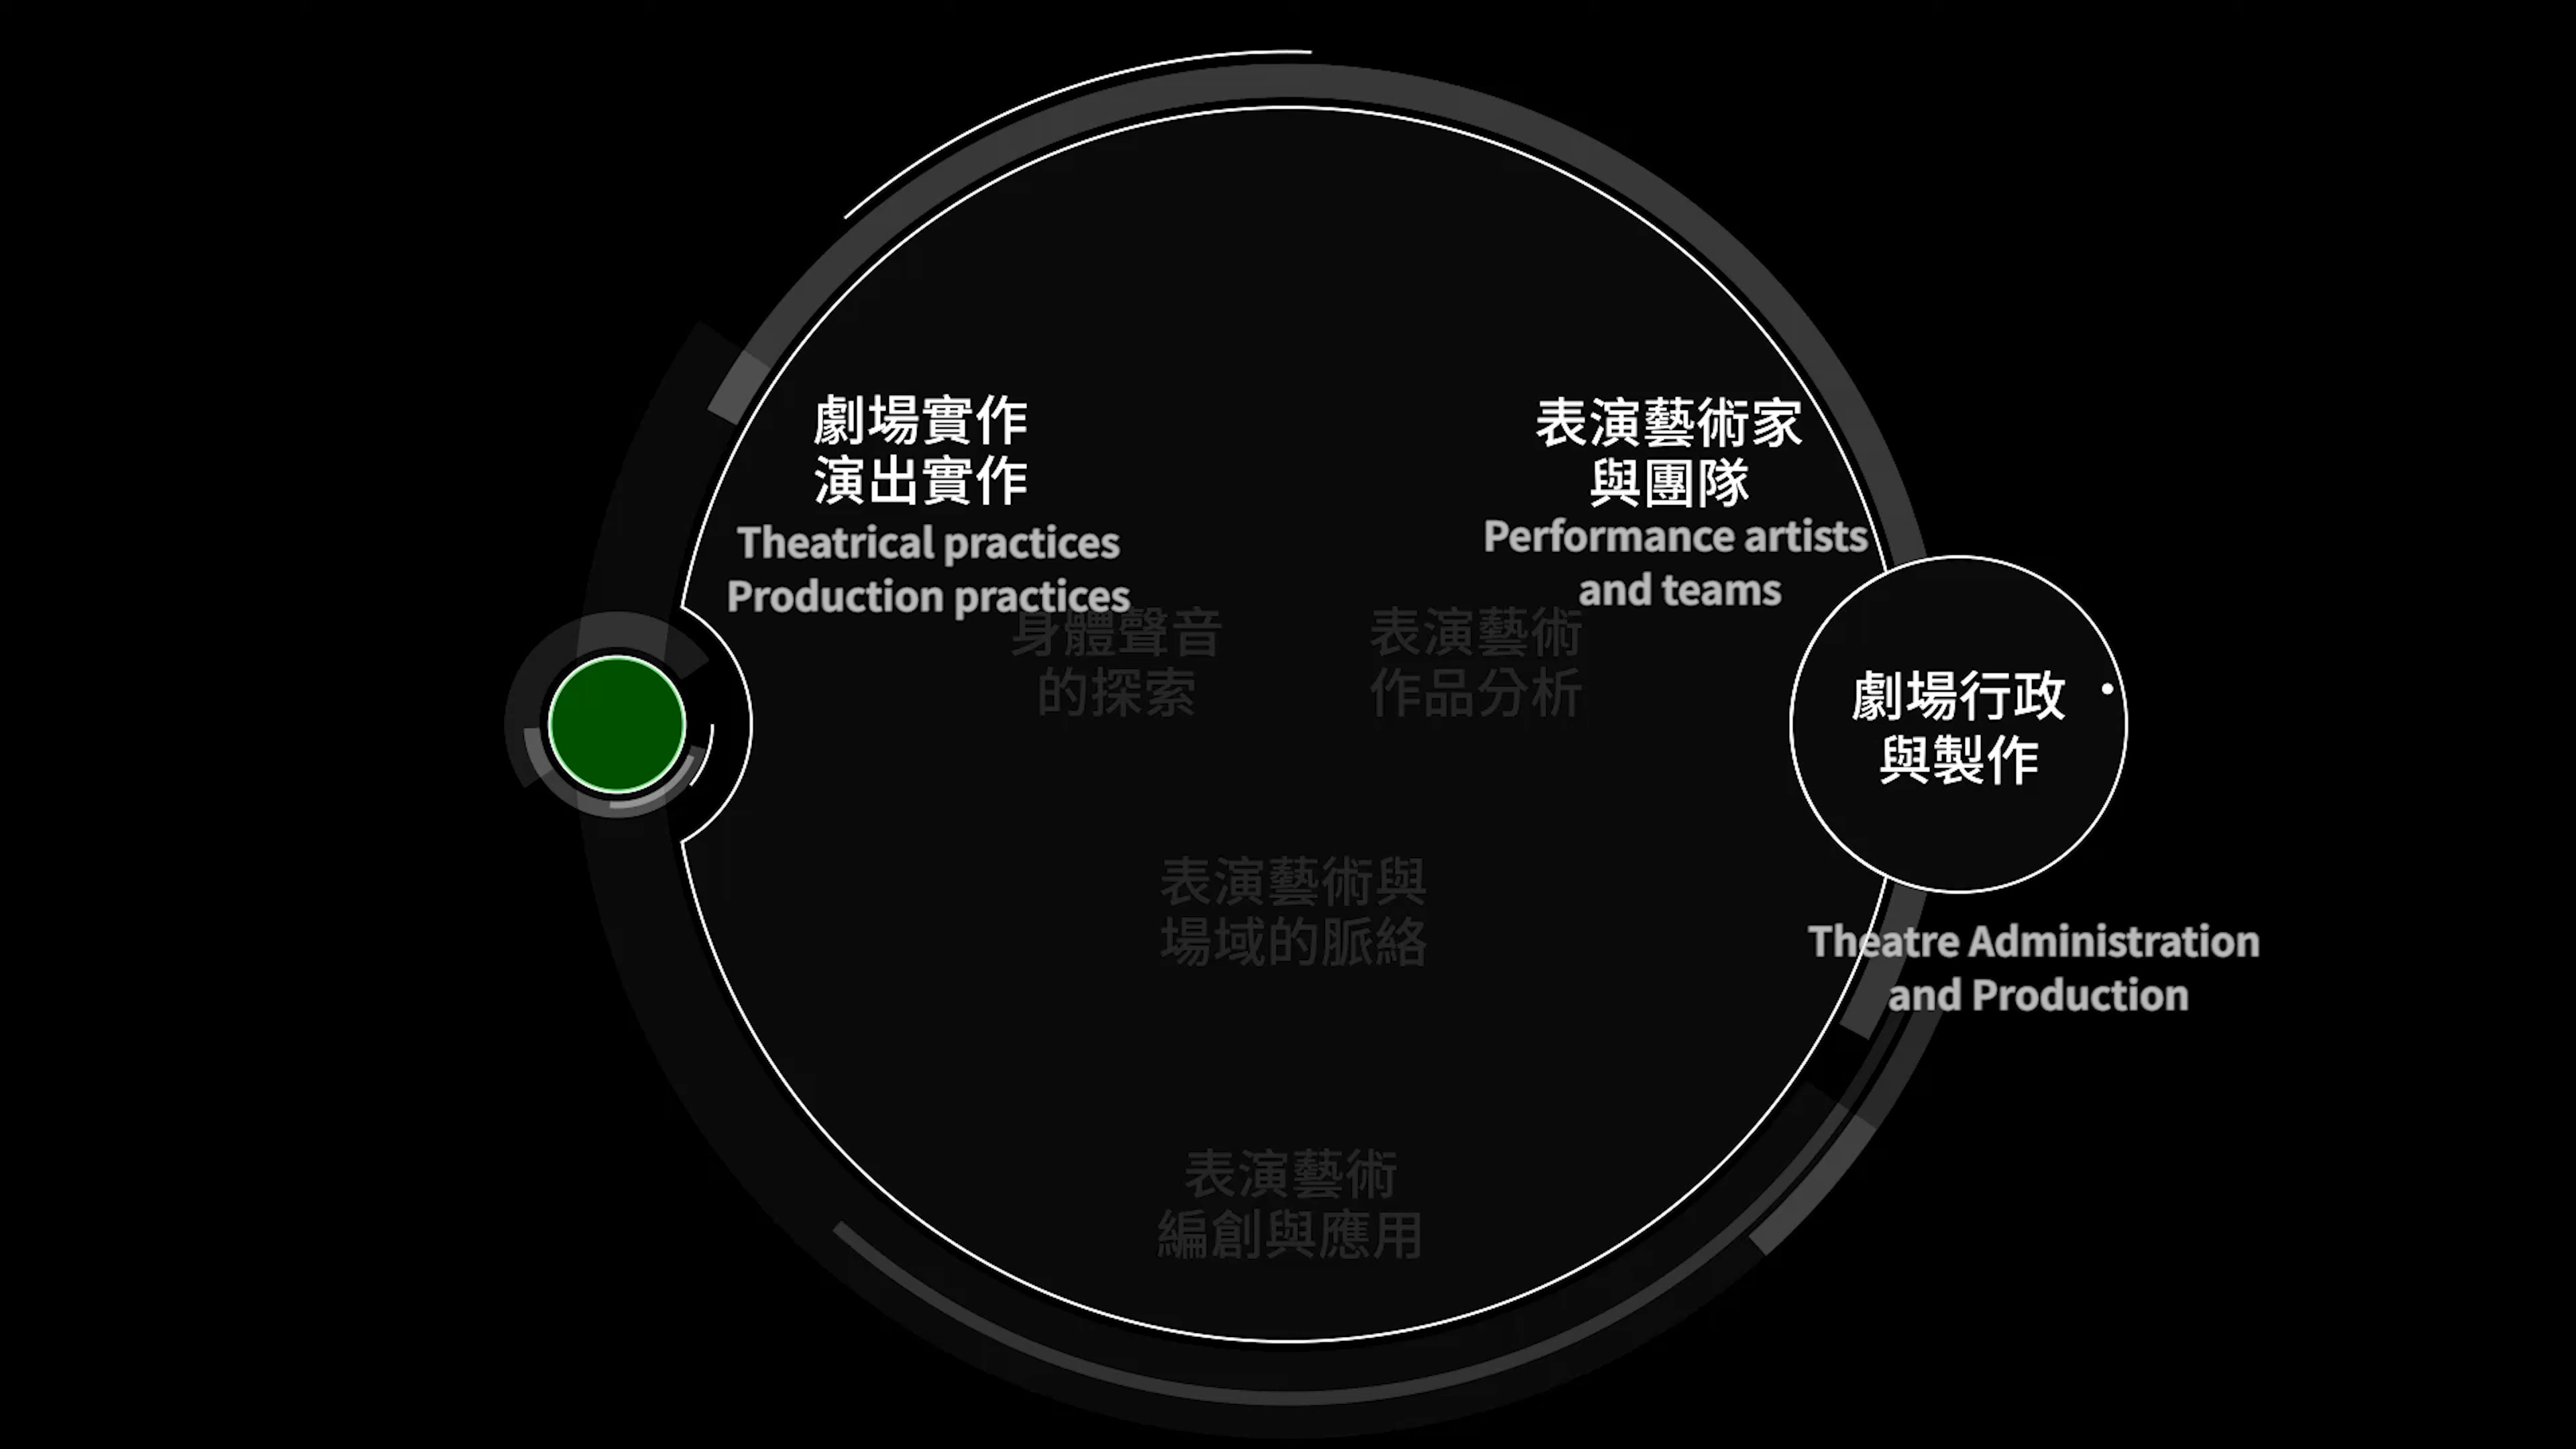 劇場實作
演出實作
Theatrical practices
Production practices
表演藝術家
與團隊
Performance artists
and teams
身體聲音
的探索
表演藝術
作品分析
劇場行政
與製作
Theatre Administration
and Production
表演藝術與
場域的脈絡
表演藝術
編創與應用